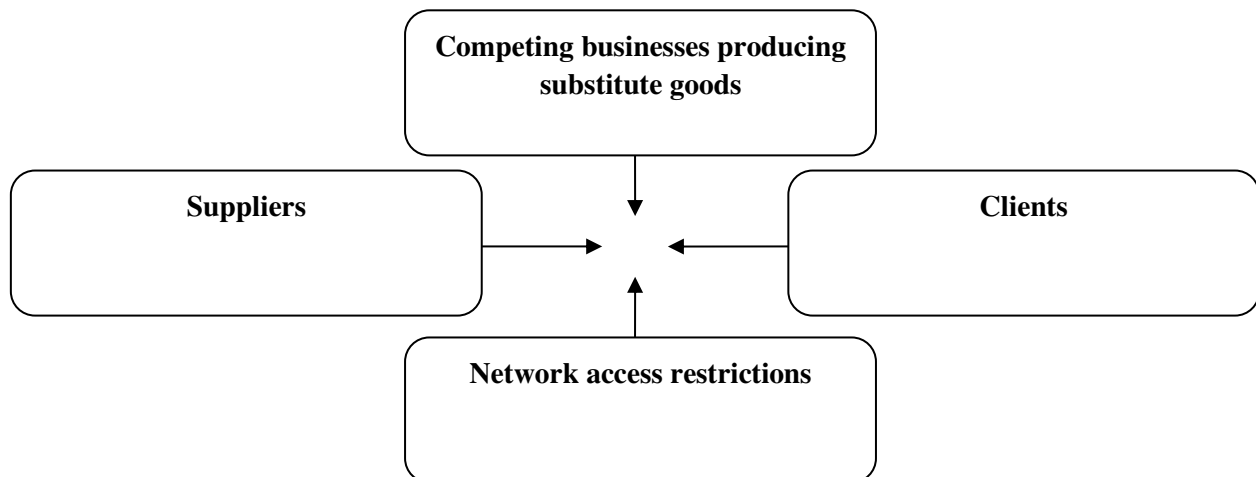 Competing businesses producing
substitute goods
Suppliers
Clients
Network access restrictions